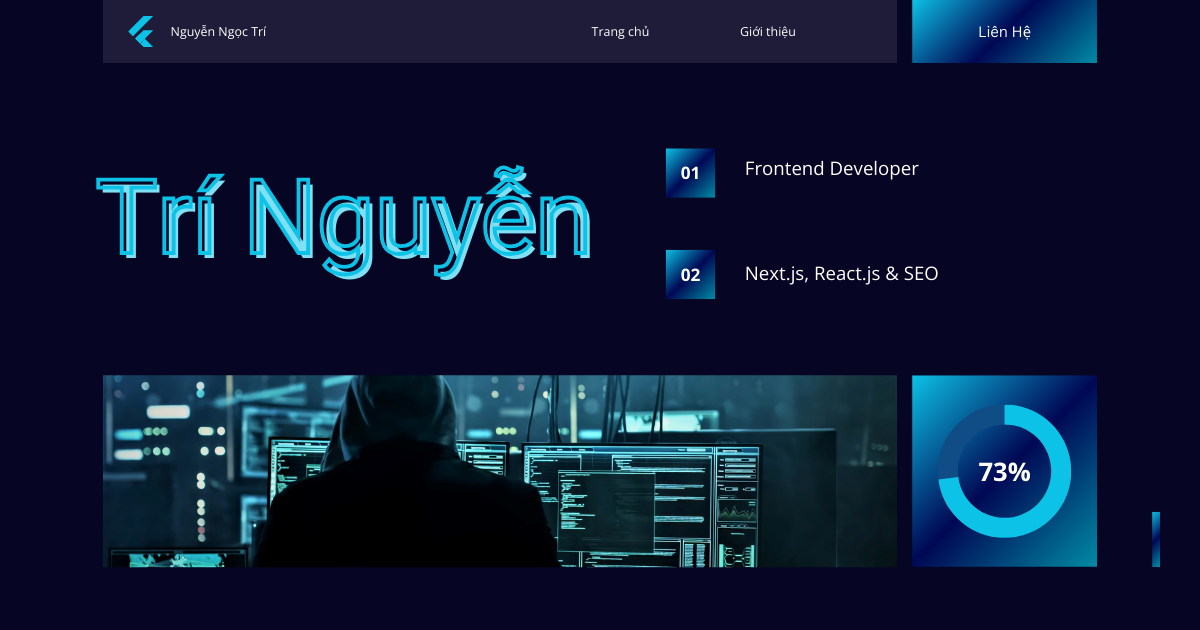 Nguyễn Ngọc Trí
Trang chủ
Giới thiệu
Liên Hệ
Trí Nguyễn
01
Frontend Developer
02
Next.js, React.js & SEO
73%